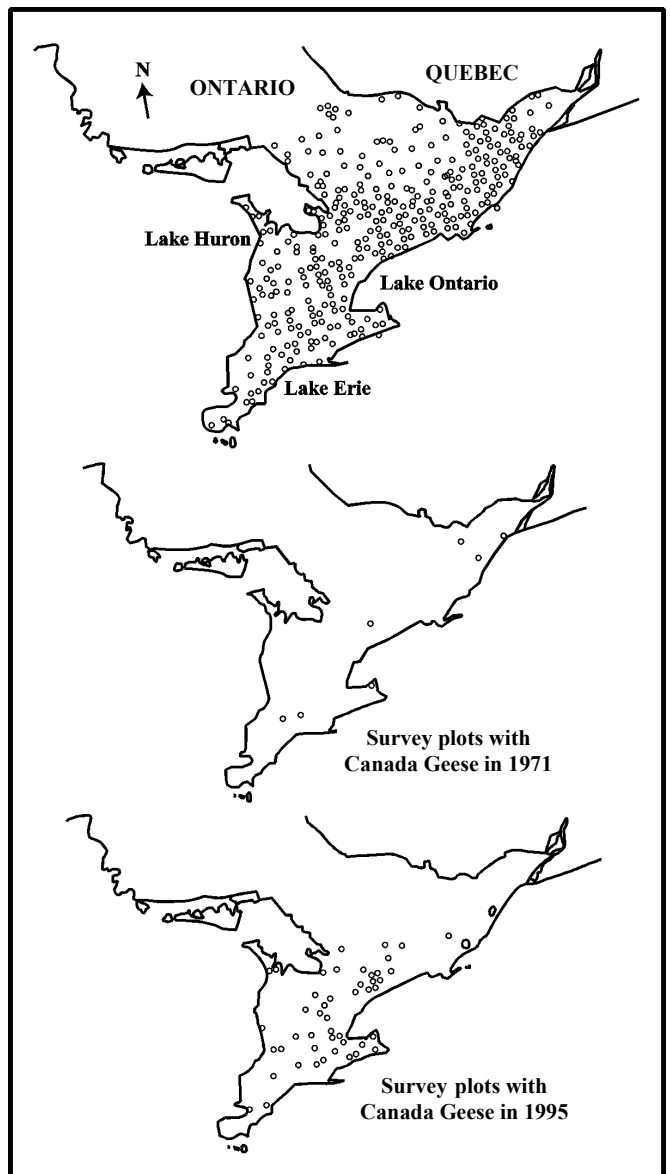 QUEBEC
N
ONTARIO
Lake Huron
Lake Ontario
Lake Erie
Survey plots with
Canada Geese in 1971
Survey plots with
Canada Geese in 1995